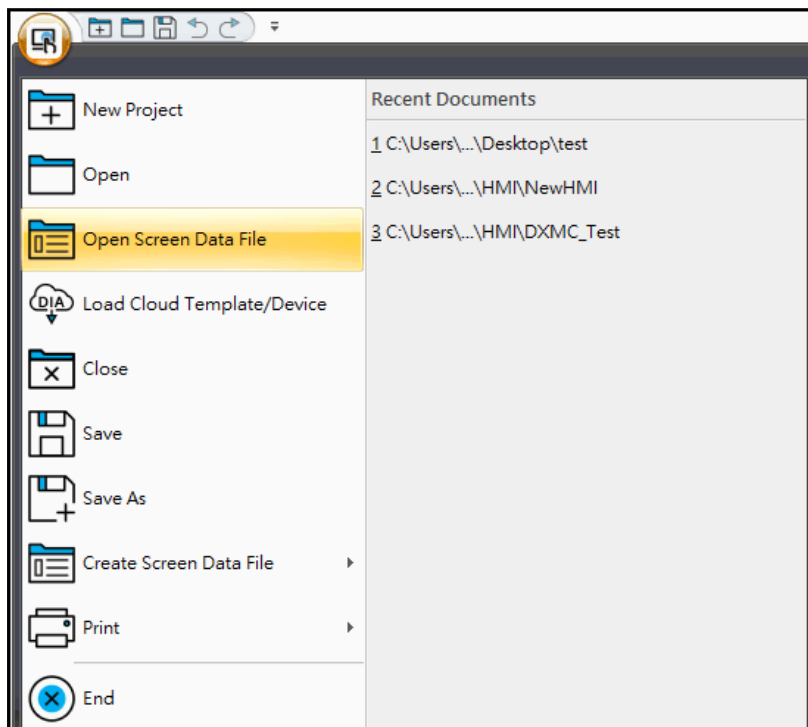 New Project
Open
Open Screen Data File
DIA
Load Cloud Template/Device
Close
Save
Save As
Create Screen Data File
Print
End
Recent Documents
1 C:\Users\...\Desktop\test
2 C:\Users\...\HMI\NewHMI
3 C:\Users\...\HMI\DXMC_Test